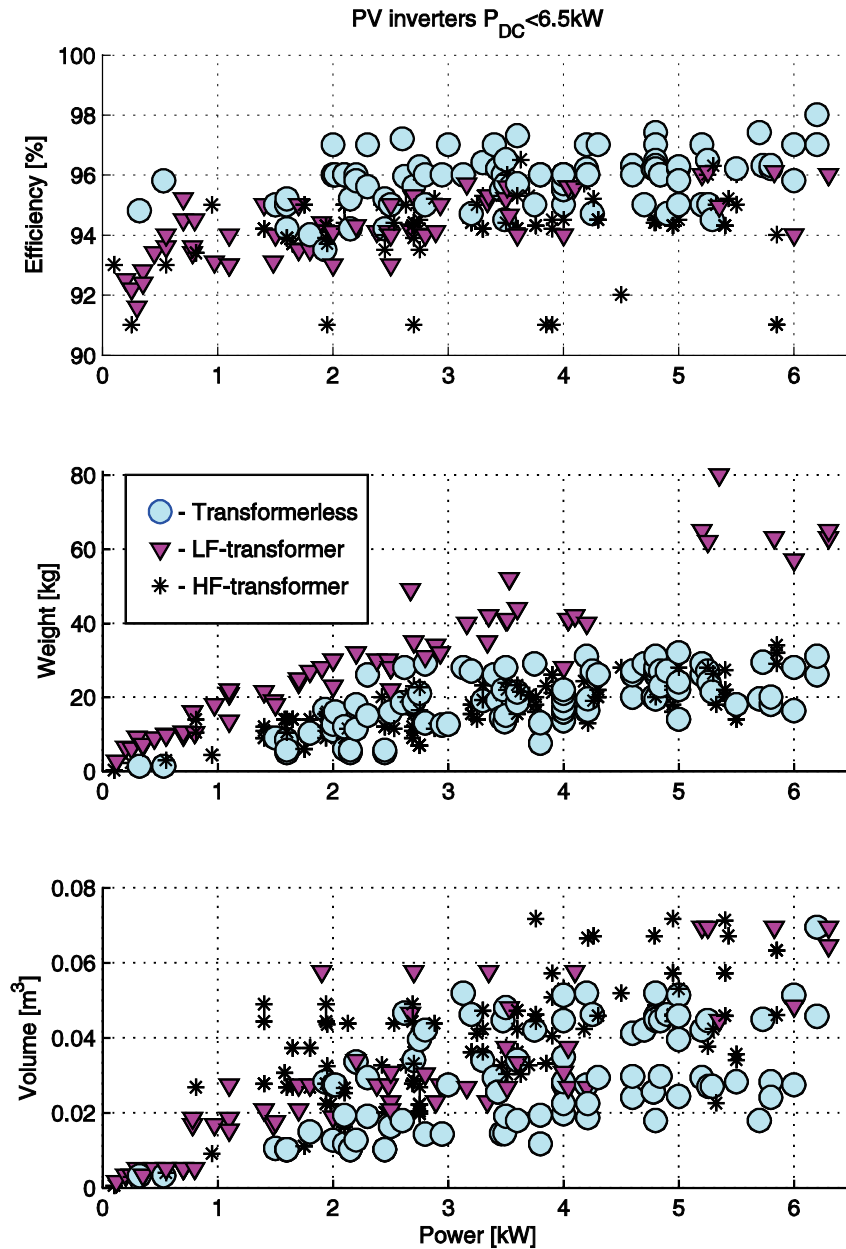 PV inverters P_DC<6.5kW
100
98
96
94
92
90
Efficiency [%]
0 1 2 3 4 5 6
80
60
40
20
0
Weight [kg]
- Transformerless
- LF-transformer
- HF-transformer
0 1 2 3 4 5 6
0.08
0.06
0.04
0.02
0
Volume [m³]
0 1 2 3 4 5 6
Power [kW]